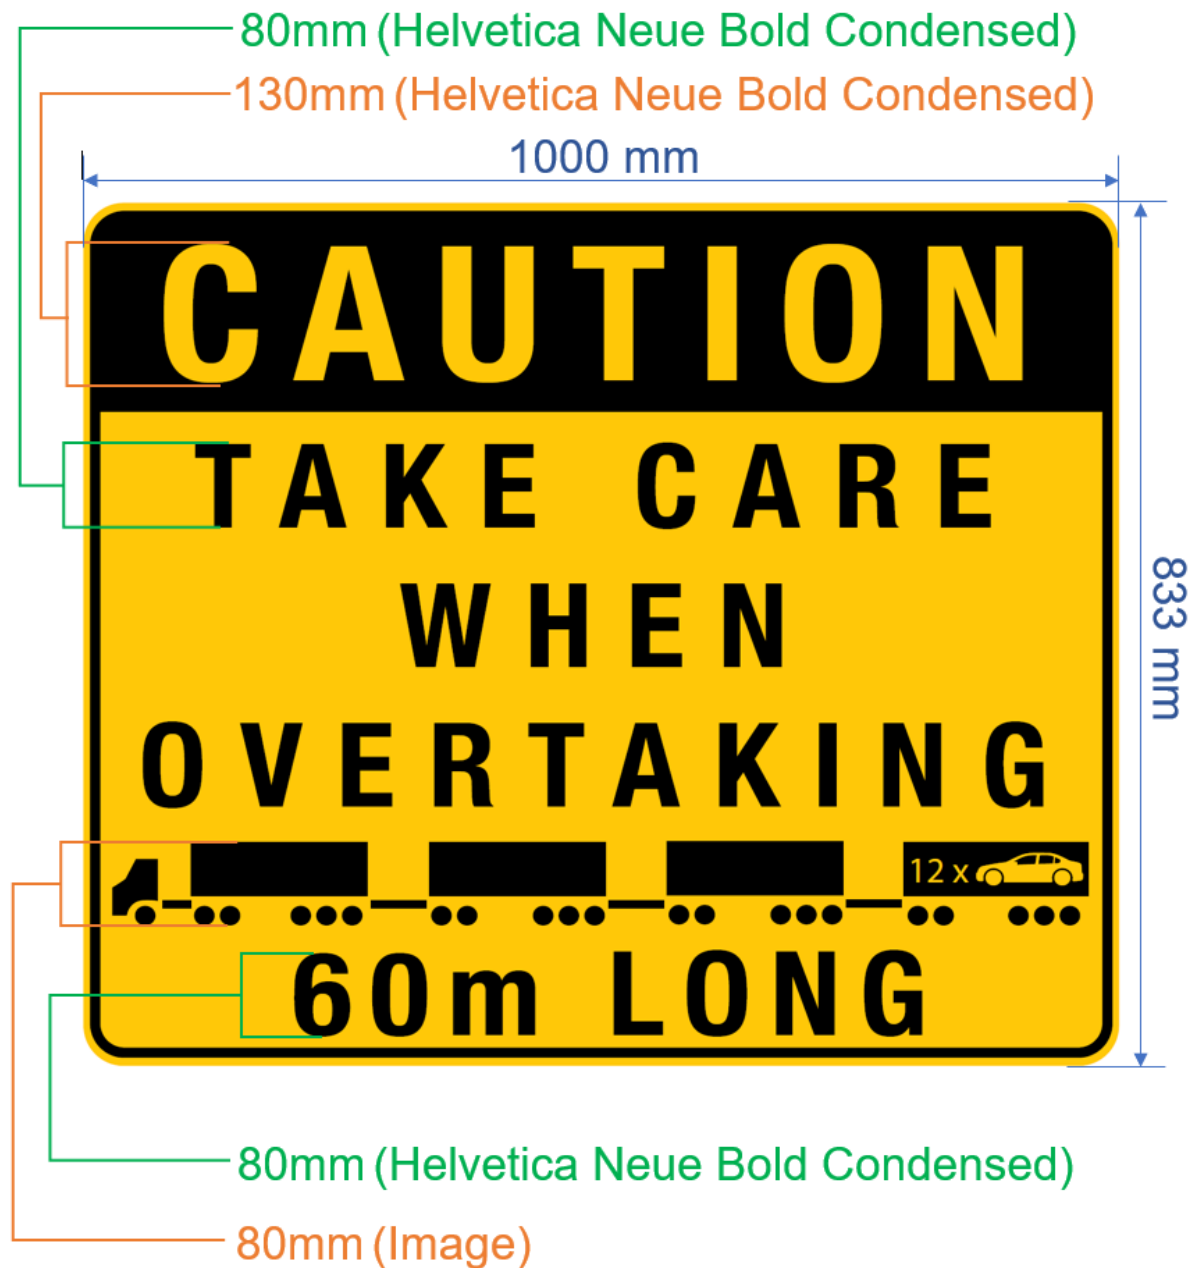 80mm (Helvetica Neue Bold Condensed)
130mm (Helvetica Neue Bold Condensed)
1000 mm
CAUTION
TAKE CARE
WHEN
833 mm
OVERTAKING
12 x
60m LONG
80mm (Helvetica Neue Bold Condensed)
80mm (Image)